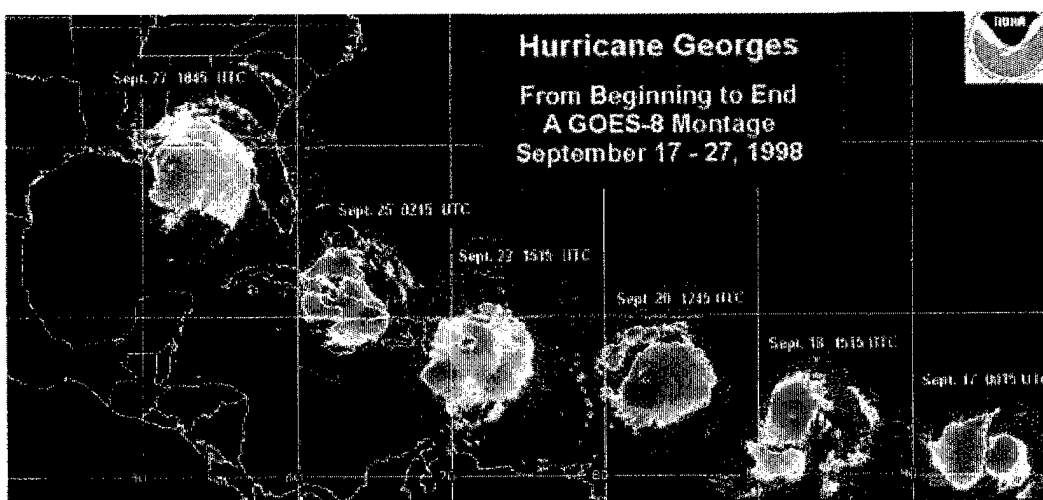 NOAA
Hurricane Georges
From Beginning to End
A GOES-8 Montage
September 17 - 27, 1998
Sept. 27 1845 UTC
Sept. 25 0215 UTC
Sept. 23 1515 UTC
Sept. 20 1245 UTC
Sept. 18 1515 UTC
Sept. 17 UTC